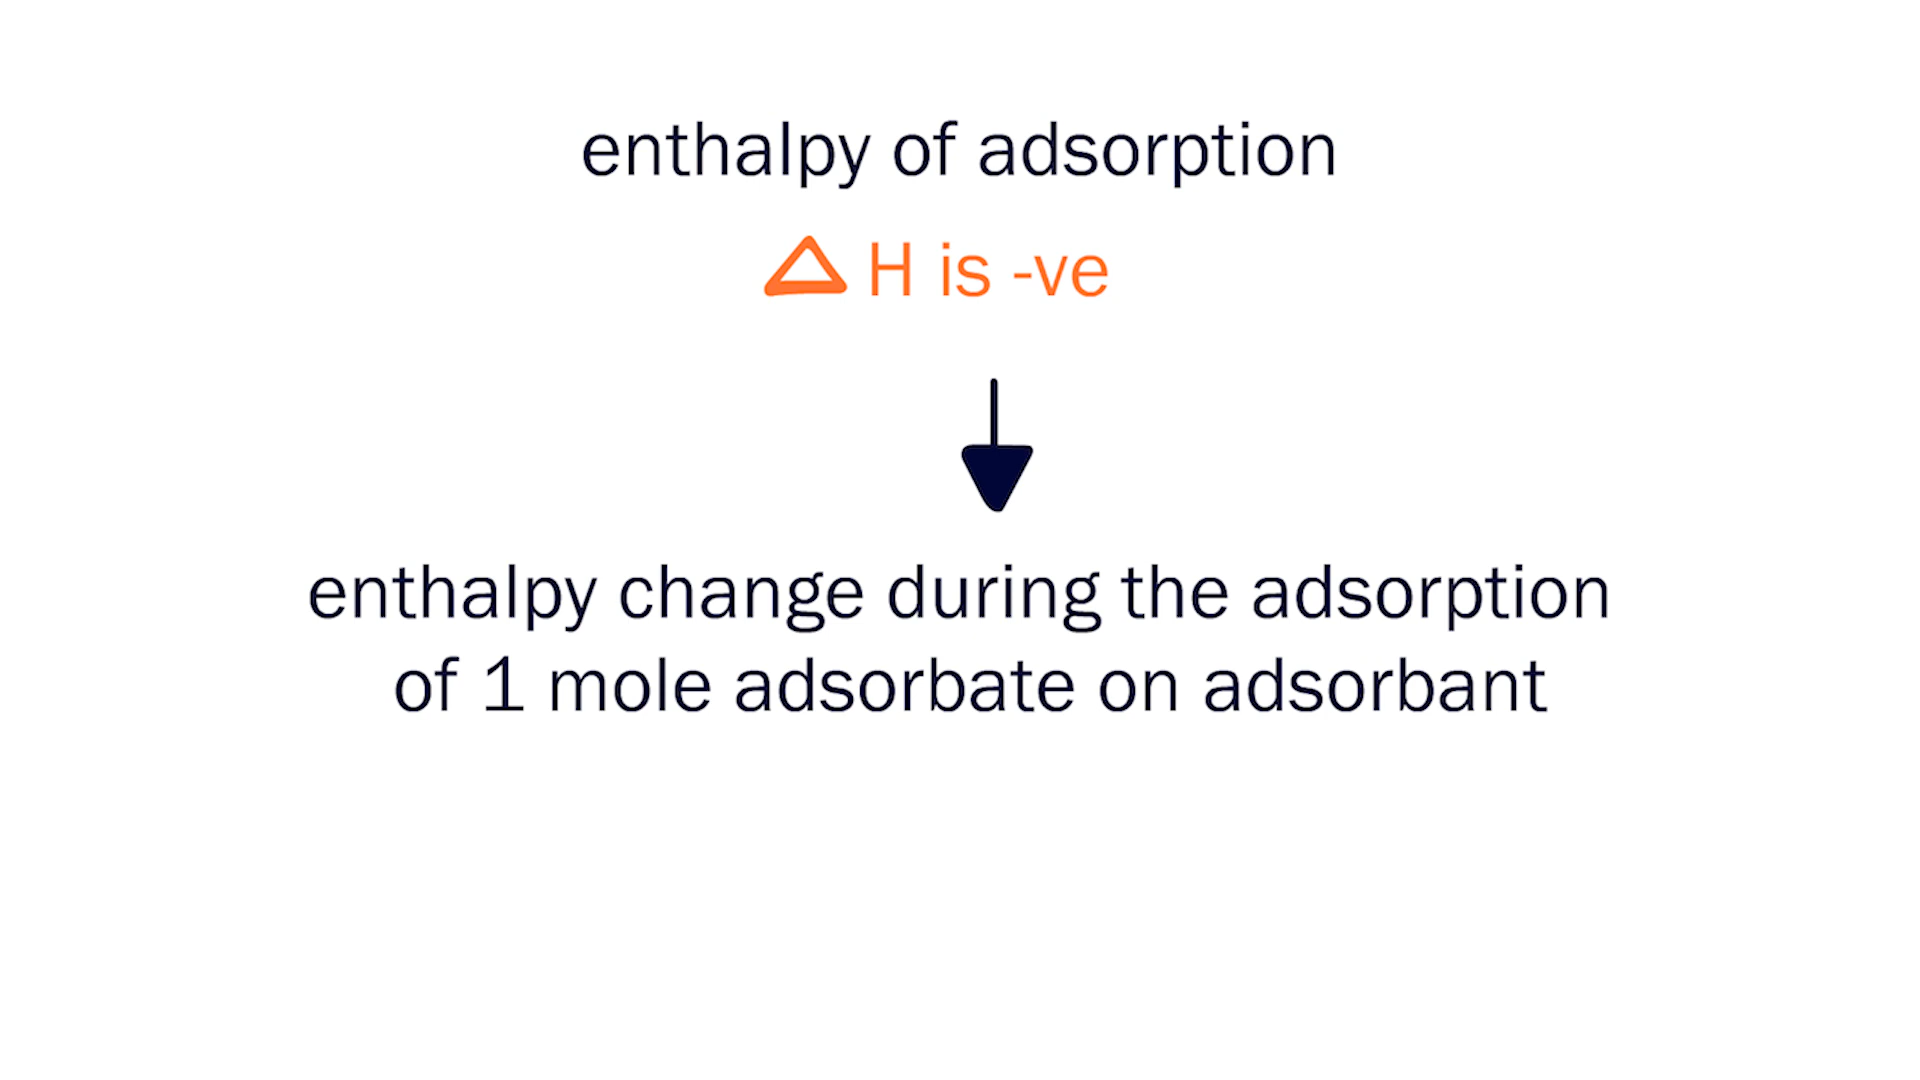 enthalpy of adsorption
△ H is -ve
enthalpy change during the adsorption
of 1 mole adsorbate on adsorbant